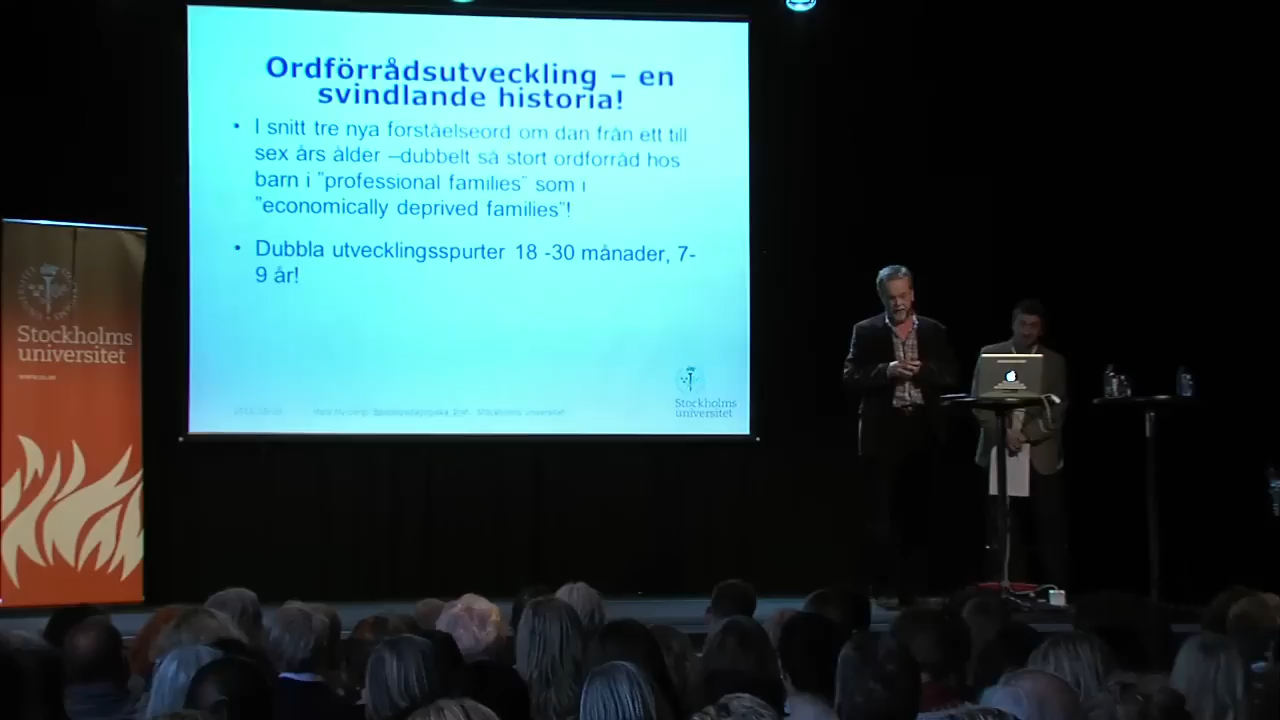 Ordförrådsutveckling – en
svindlande historia!
• I snitt tre nya förståelseord om dan från ett till
sex års ålder –dubbelt så stort ordförråd hos
barn i "professional families" som i
"economically deprived families"!
• Dubbla utvecklingsspurter 18 -30 månader, 7-
9 år!
Stockholms
universitet
Stockholms universitet
Stockholms
universitet